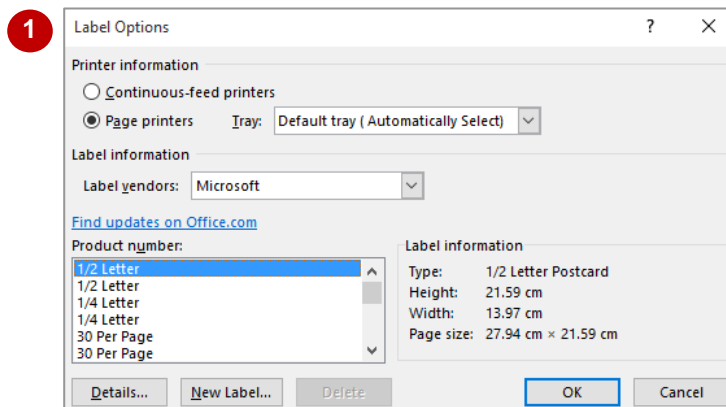 1
Label Options ? X
Printer information
Continuous-feed printers
Page printers Tray: Default tray ( Automatically Select)
Label information
Label vendors: Microsoft
Find updates on Office.com
Product number:
1/2 Letter
1/2 Letter
1/4 Letter
1/4 Letter
30 Per Page
30 Per Page
Label information
Type: 1/2 Letter Postcard
Height: 21.59 cm
Width: 13.97 cm
Page size: 27.94 cm × 21.59 cm
Details... New Label... Delete OK Cancel